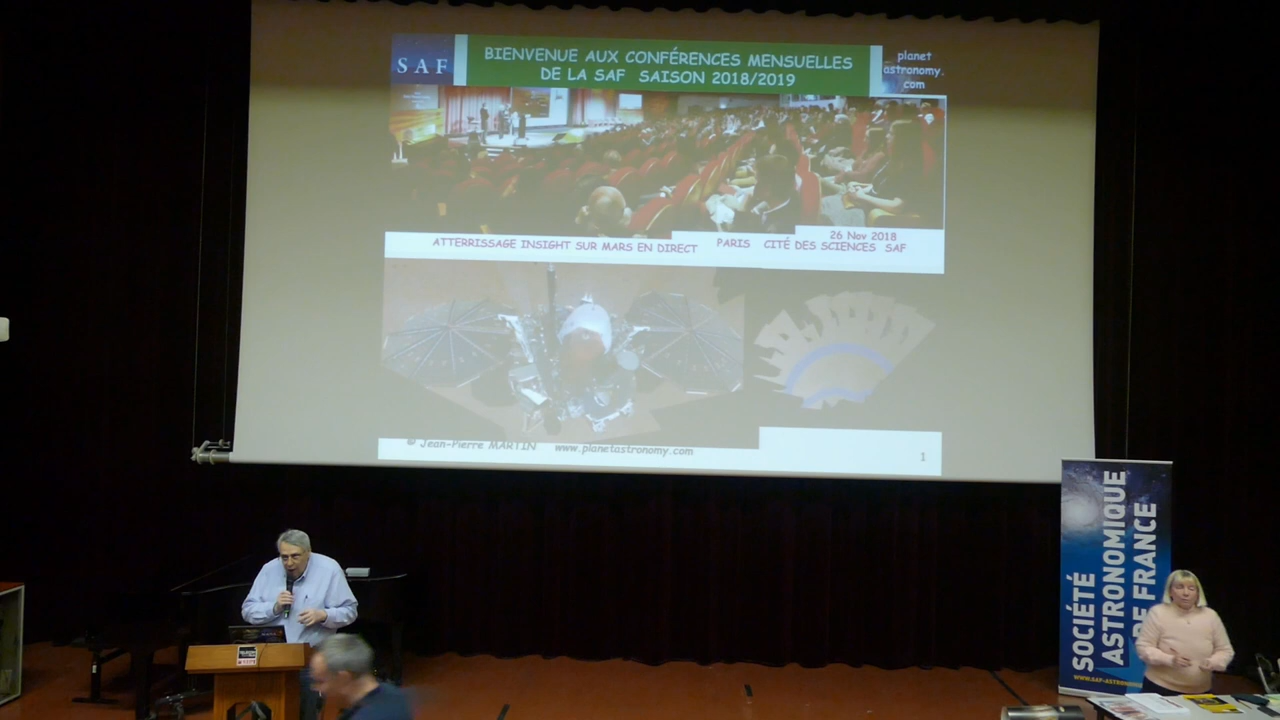 SAF
BIENVENUE AUX CONFÉRENCES MENSUELLES
DE LA SAF SAISON 2018/2019
planet
astronomy.
com
26 Nov 2018
ATTERRISSAGE INSIGHT SUR MARS EN DIRECT PARIS CITÉ DES SCIENCES SAF
© Jean-Pierre MARTIN www.planetastronomy.com
1
SOCIÉTÉ
ASTRONOMIQUE
DE FRANCE